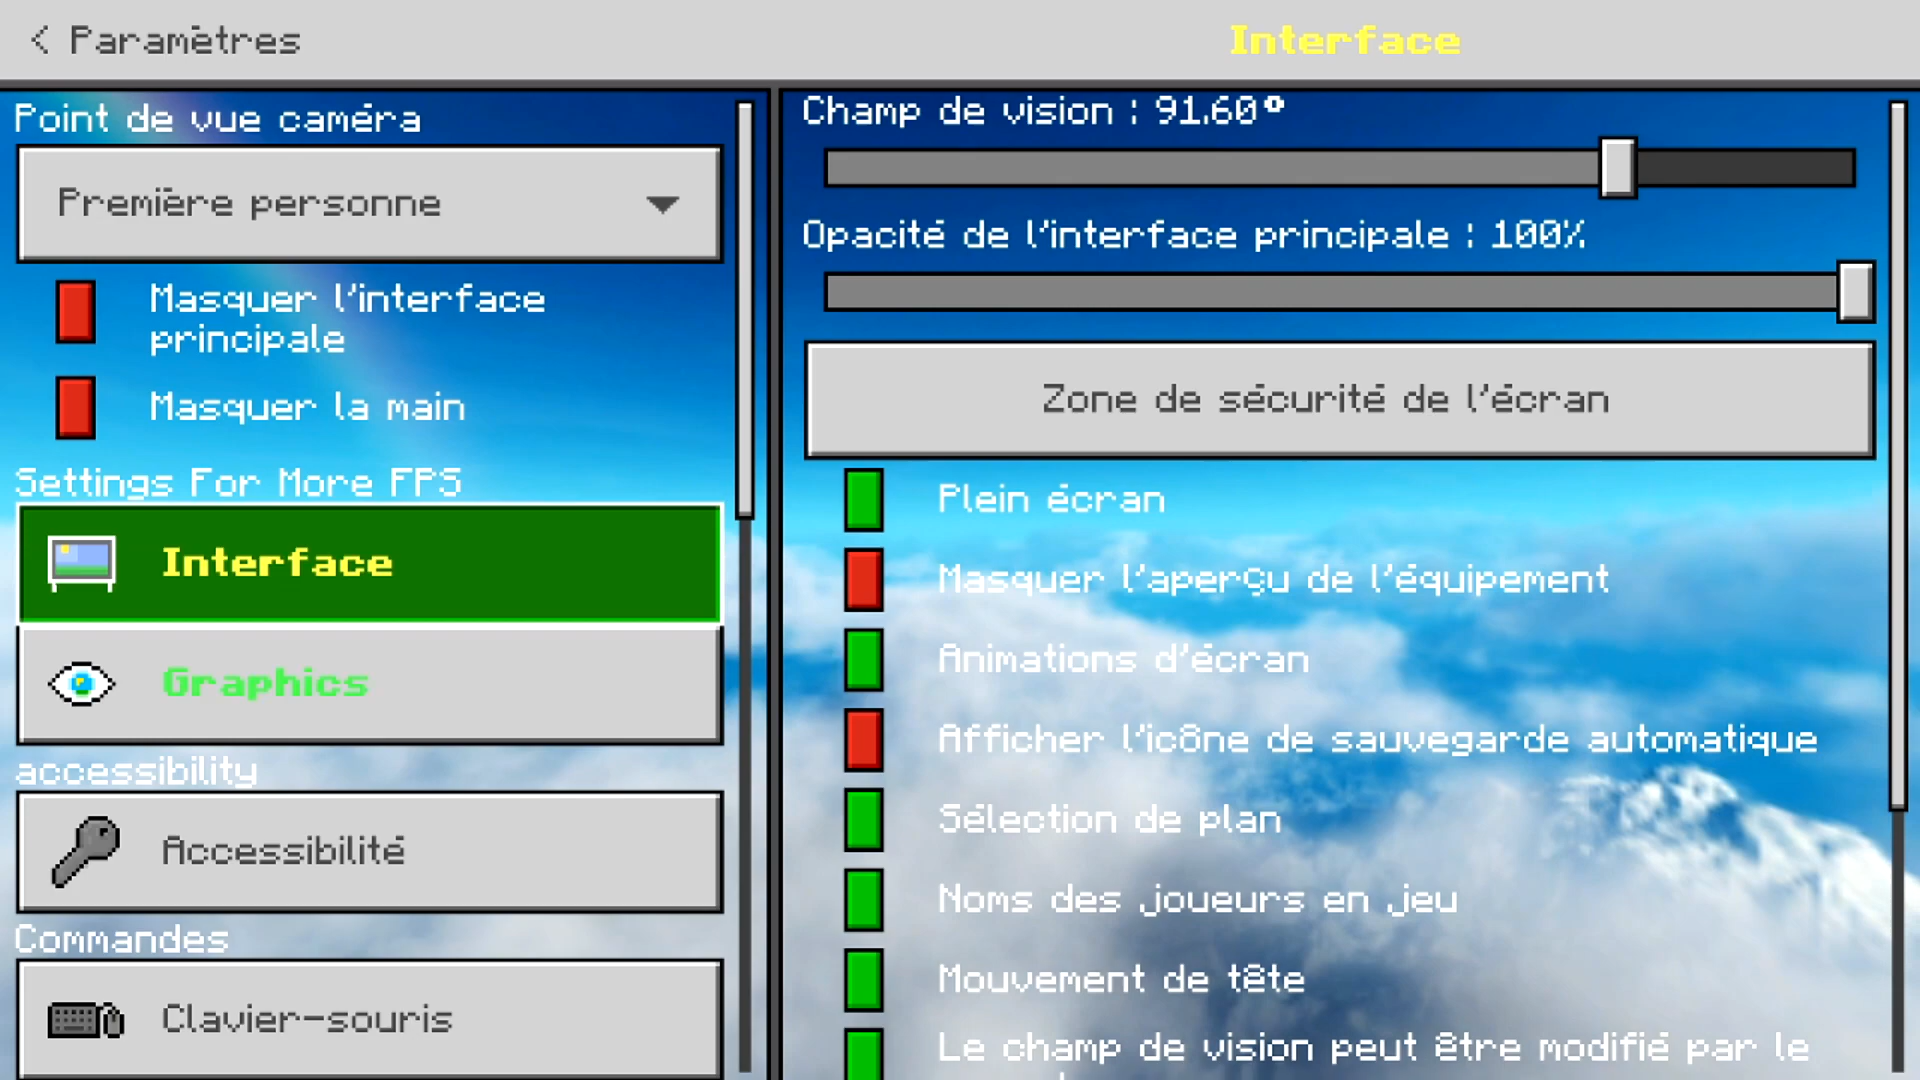 < Paramètres
Interface
Point de vue caméra
Première personne
Masquer l'interface
principale
Masquer la main
Settings For More FPS
Interface
Graphics
accessibility
Accessibilité
Commandes
Clavier-souris
Champ de vision : 91.60°
Opacité de l'interface principale : 100%
Zone de sécurité de l'écran
Plein écran
Masquer l'aperçu de l'équipement
Animations d'écran
Afficher l'icône de sauvegarde automatique
Sélection de plan
Noms des joueurs en jeu
Mouvement de tête
Le champ de vision peut être modifié par le